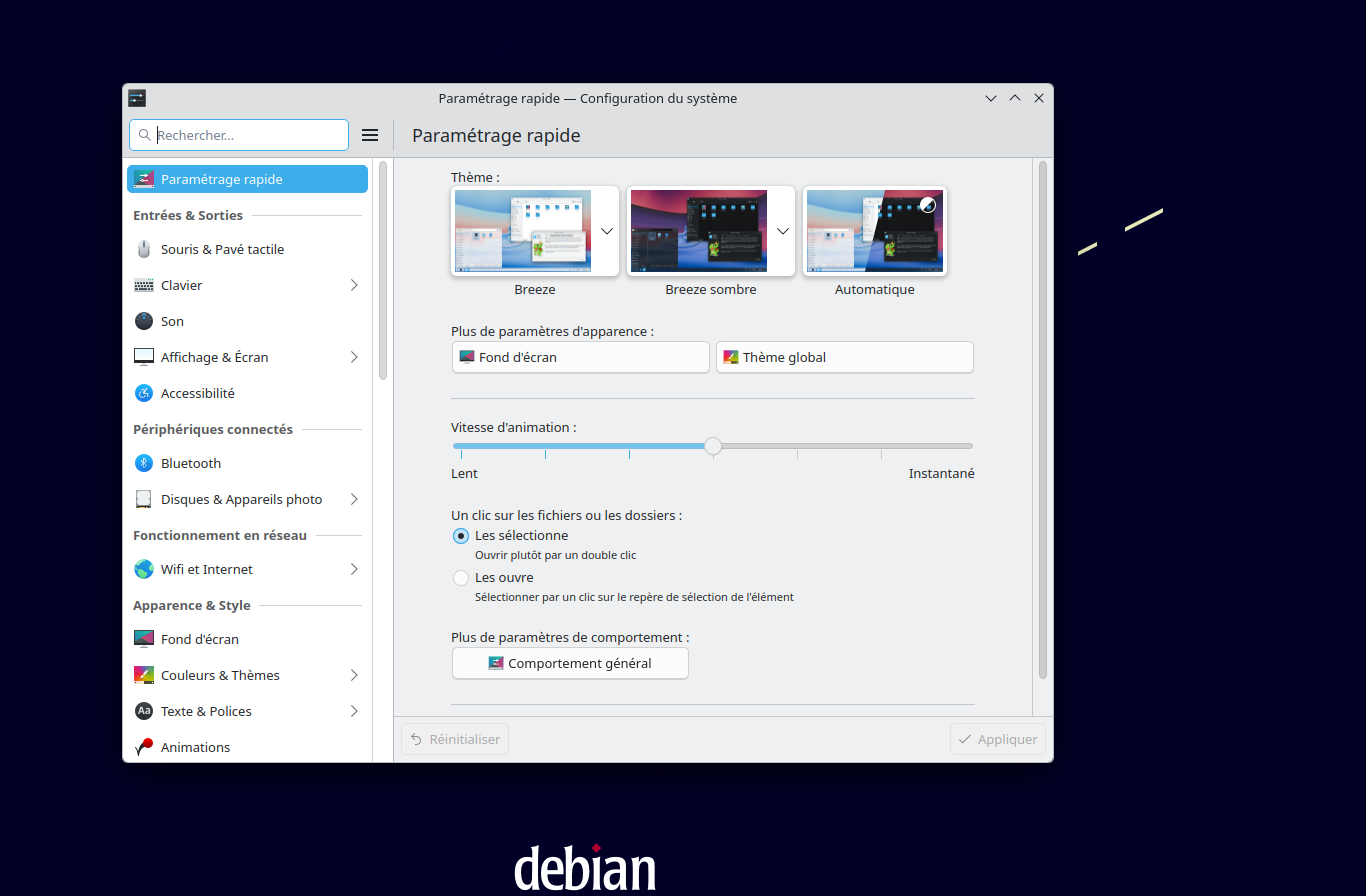 Paramétrage rapide — Configuration du système
Rechercher...
Paramétrage rapide
Paramétrage rapide
Entrées & Sorties
Souris & Pavé tactile
Clavier
Son
Affichage & Écran
Accessibilité
Périphériques connectés
Bluetooth
Disques & Appareils photo
Fonctionnement en réseau
Wifi et Internet
Apparence & Style
Fond d'écran
Couleurs & Thèmes
Aa
Texte & Polices
Animations
Thème :
Breeze
Breeze sombre
Automatique
Plus de paramètres d'apparence :
Fond d'écran
Thème global
Vitesse d'animation :
Lent
Instantané
Un clic sur les fichiers ou les dossiers :
Les sélectionne
Ouvrir plutôt par un double clic
Les ouvre
Sélectionner par un clic sur le repère de sélection de l'élément
Plus de paramètres de comportement :
Comportement général
Réinitialiser
Appliquer
debian